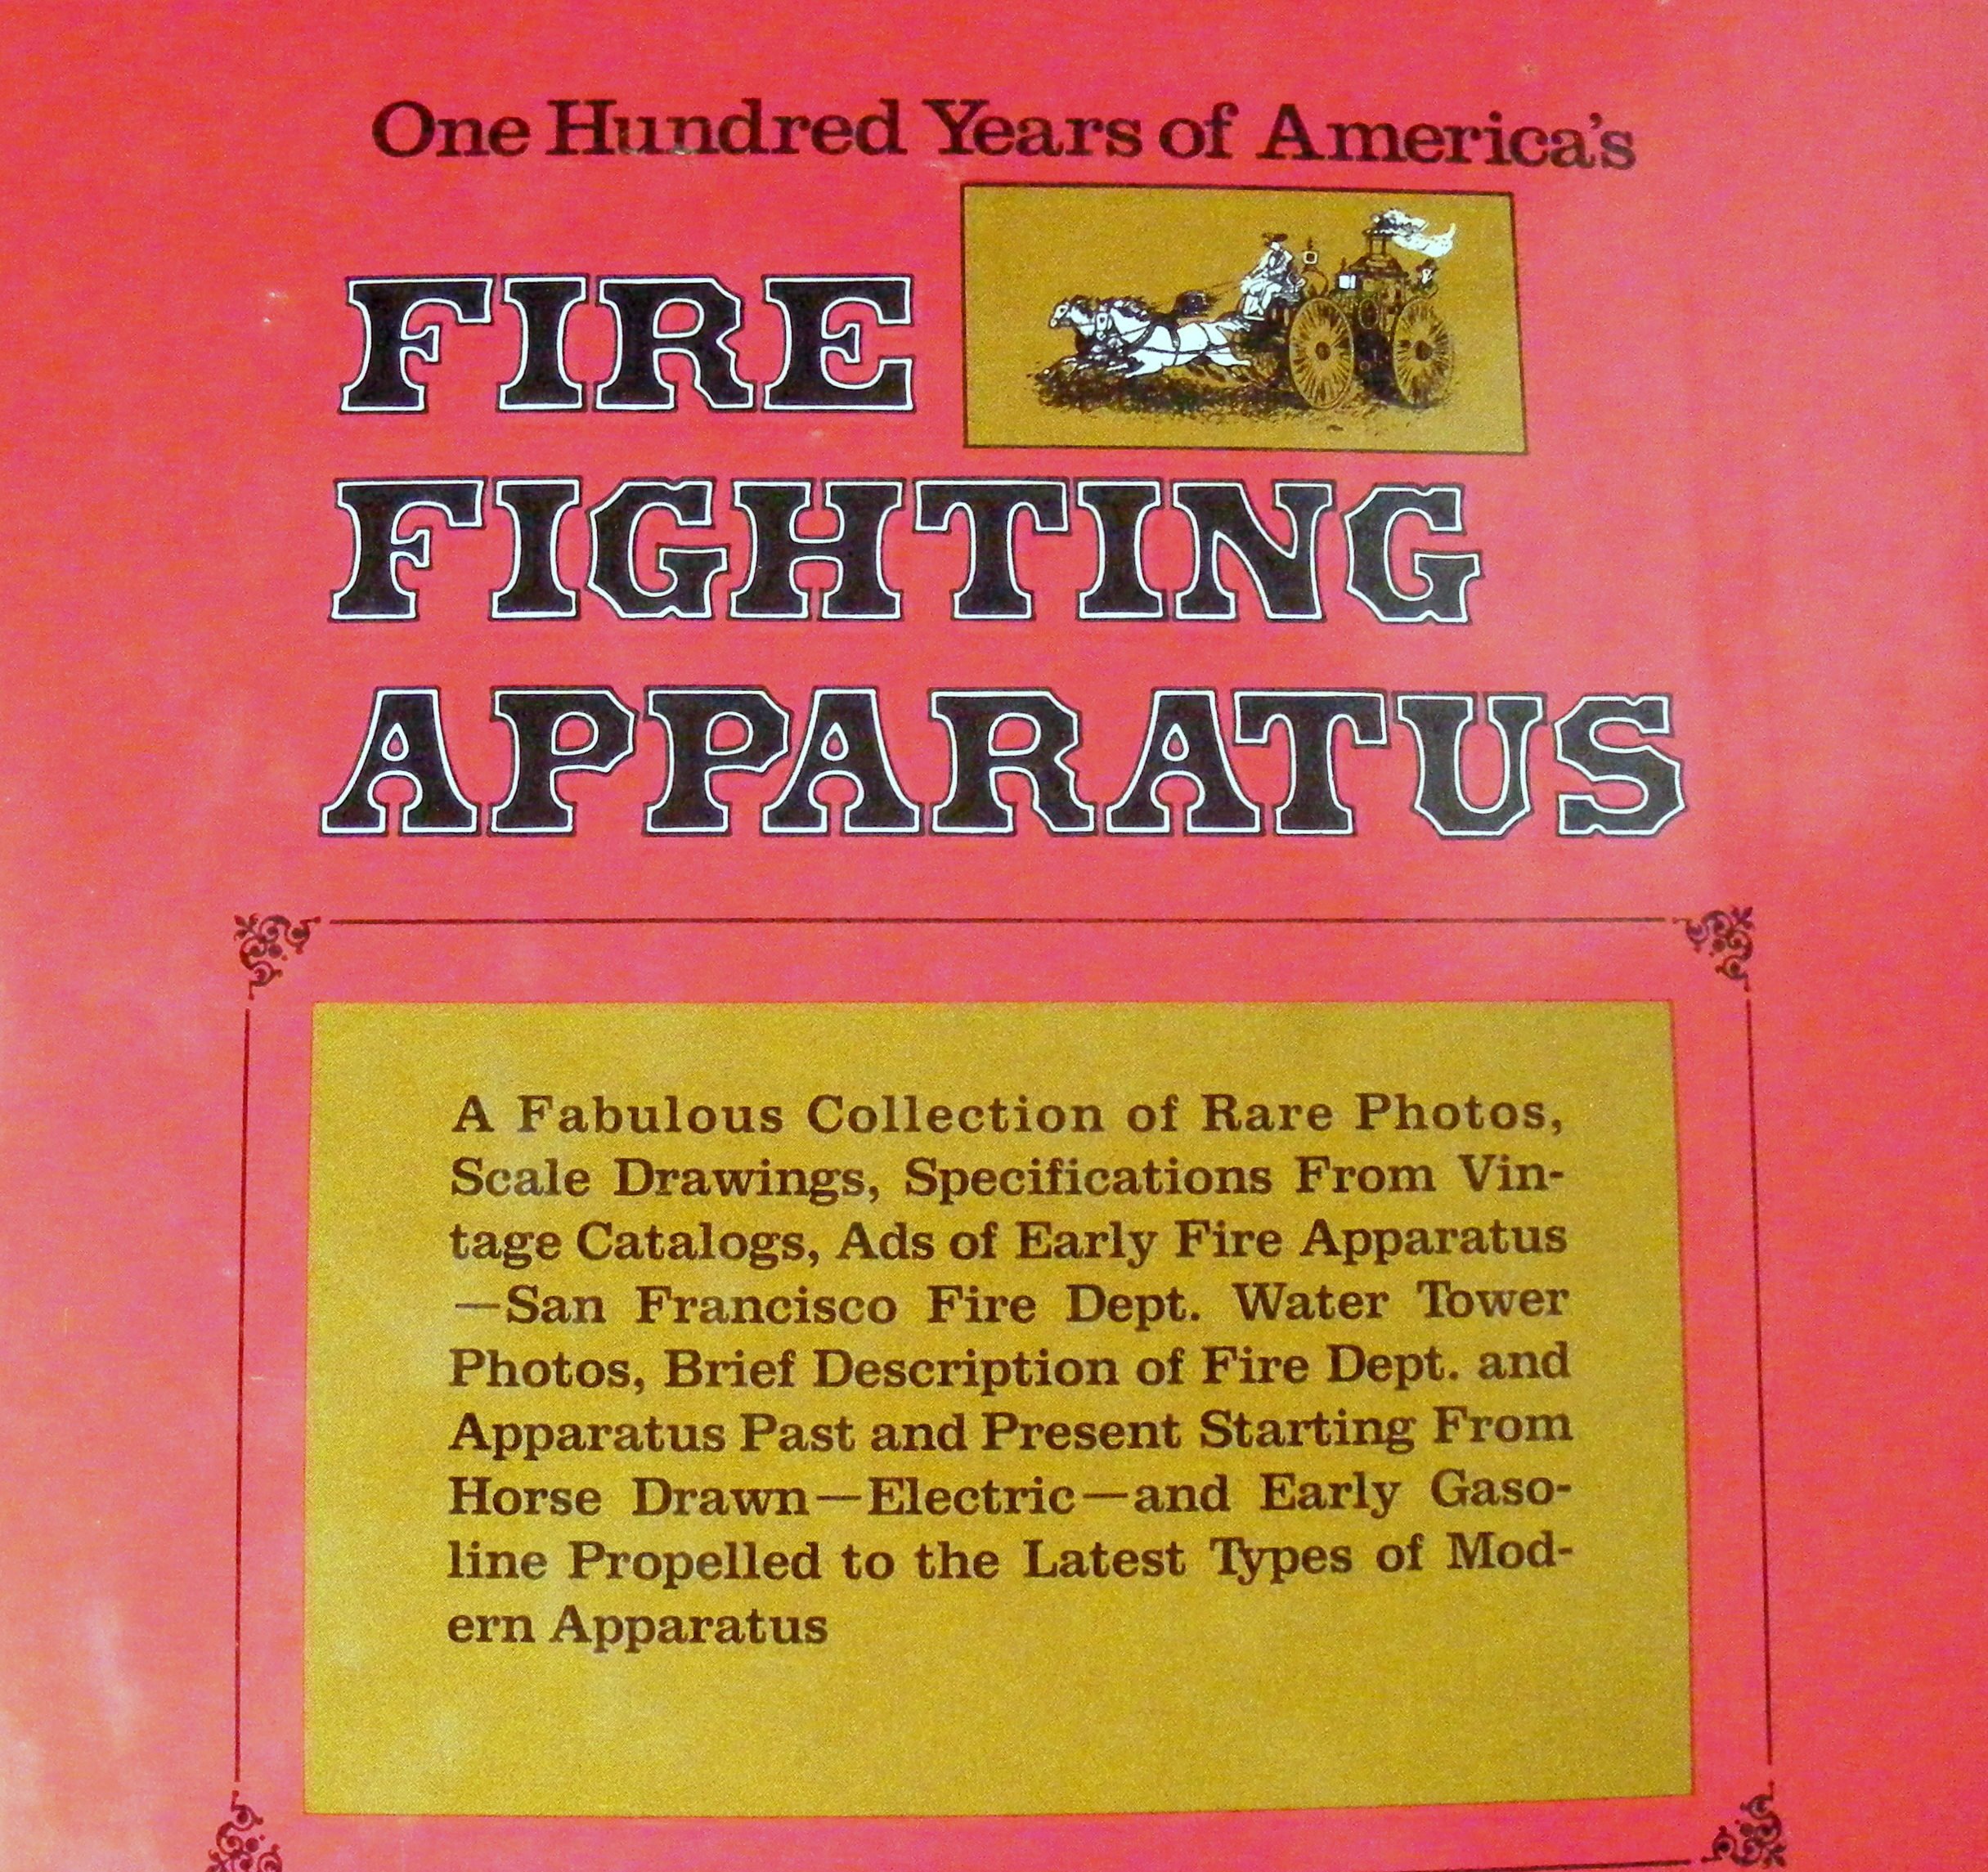 One Hundred Years of America's
FIRE
FIGHTING
APPARATUS
A Fabulous Collection of Rare Photos,
Scale Drawings, Specifications From Vin-
tage Catalogs, Ads of Early Fire Apparatus
—San Francisco Fire Dept. Water Tower
Photos, Brief Description of Fire Dept. and
Apparatus Past and Present Starting From
Horse Drawn—Electric—and Early Gaso-
line Propelled to the Latest Types of Mod-
ern Apparatus